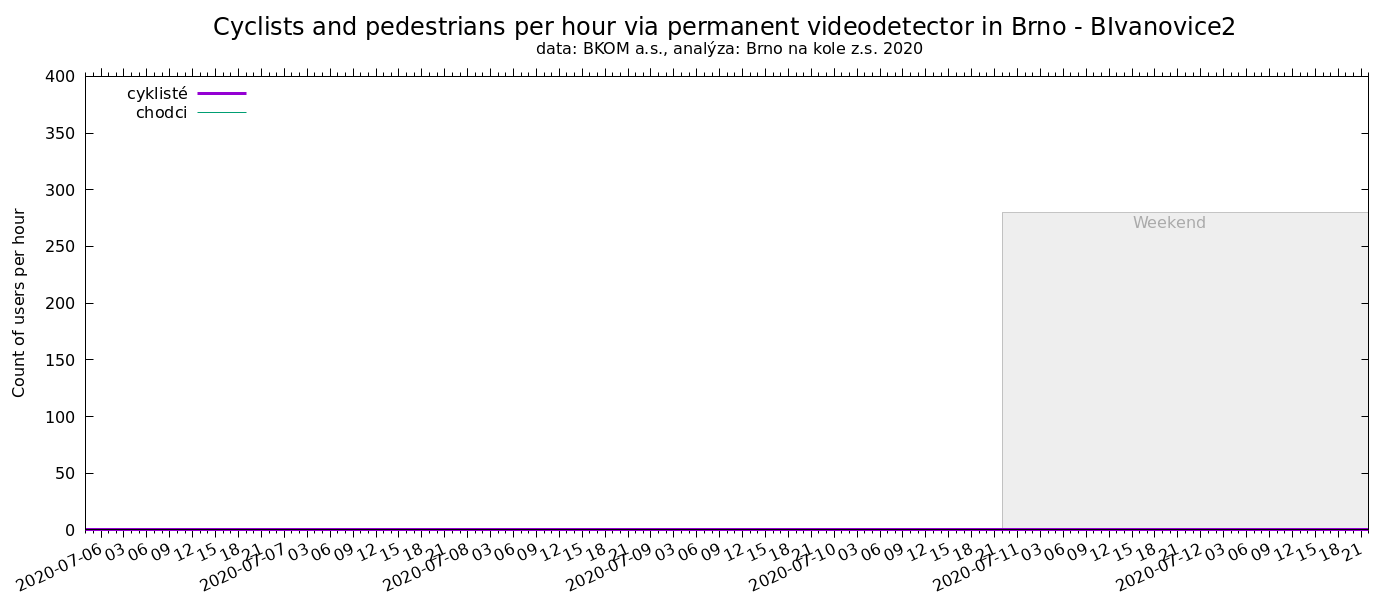 Cyclists and pedestrians per hour via permanent videodetector in Brno - BIvanovice2
data: BKOM a.s., analýza: Brno na kole z.s. 2020
400
cyklisté
chodci
350
300
Weekend
250
200
150
100
50
0
Count of users per hour
2020-07-06 03 06 09 12 15 18 21 2020-07-07 03 06 09 12 15 18 21 2020-07-08 03 06 09 12 15 18 21 2020-07-09 03 06 09 12 15 18 21 2020-07-10 03 06 09 12 15 18 21 2020-07-11 03 06 09 12 15 18 21 2020-07-12 03 06 09 12 15 18 21